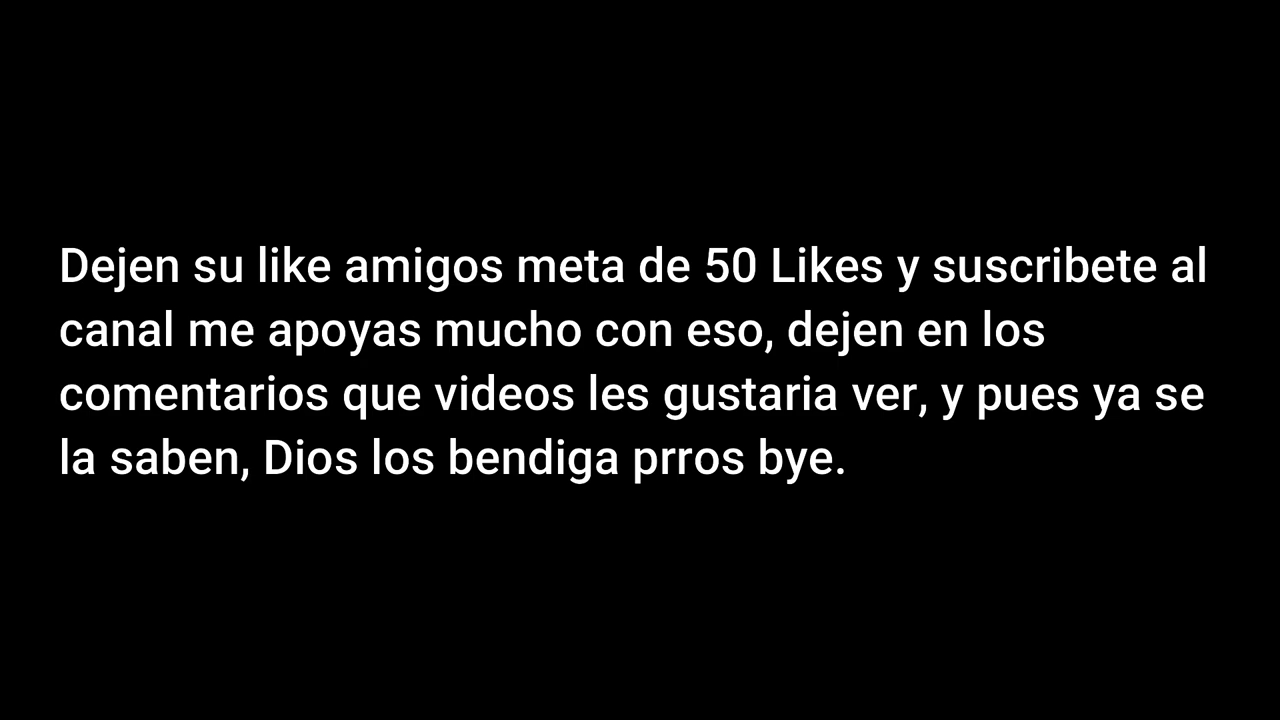 Dejen su like amigos meta de 50 Likes y suscribete al
canal me apoyas mucho con eso, dejen en los
comentarios que videos les gustaria ver, y pues ya se
la saben, Dios los bendiga prros bye.